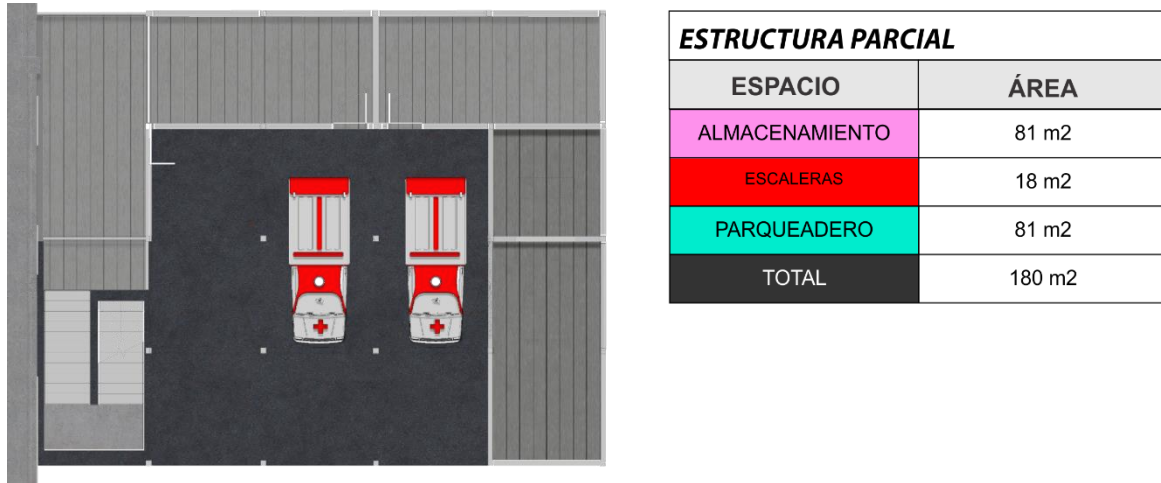 ESTRUCTURA PARCIAL
ESPACIO ÁREA
ALMACENAMIENTO 81 m2
ESCALERAS 18 m2
PARQUEADERO 81 m2
TOTAL 180 m2